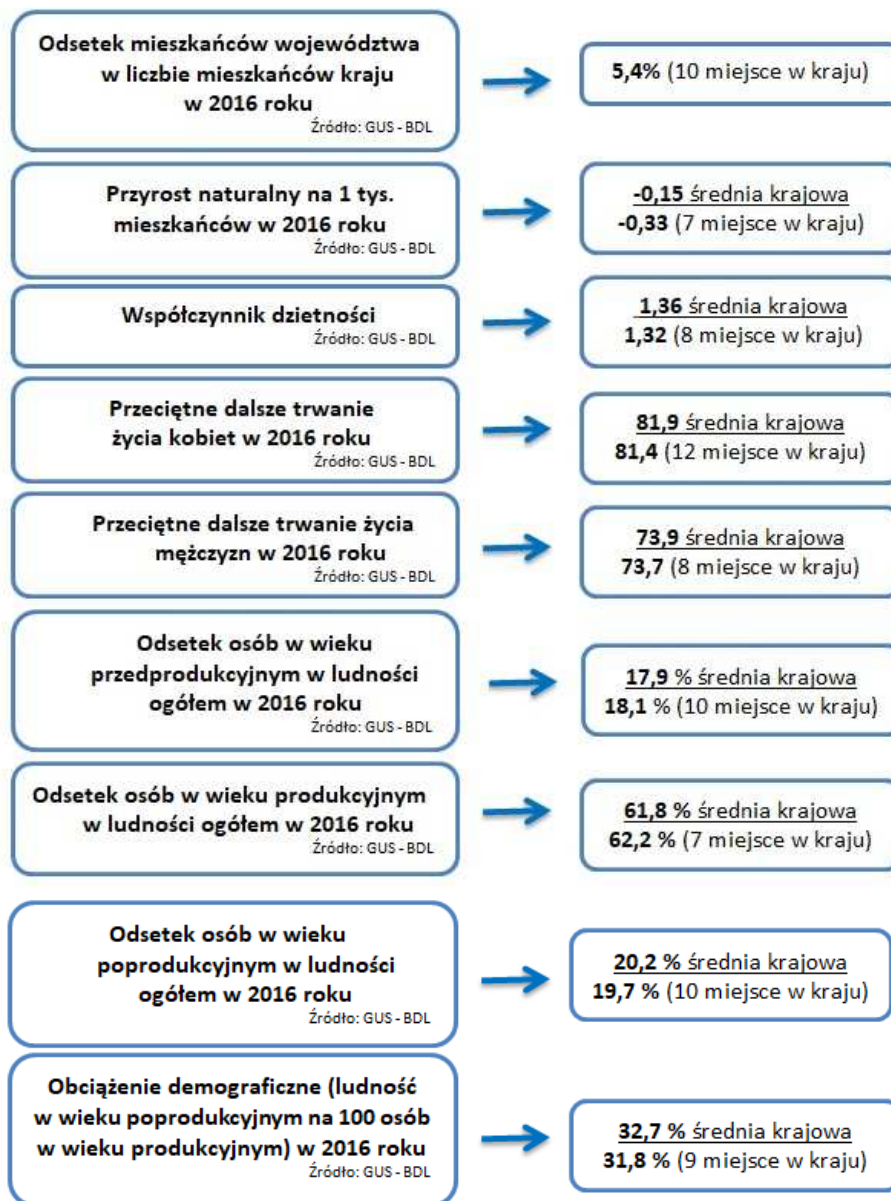 Odsetek mieszkańców województwa
w liczbie mieszkańców kraju
w 2016 roku
Źródło: GUS - BDL
5,4% (10 miejsce w kraju)
Przyrost naturalny na 1 tys.
mieszkańców w 2016 roku
Źródło: GUS - BDL
-0,15 średnia krajowa
-0,33 (7 miejsce w kraju)
Współczynnik dzietności
Źródło: GUS - BDL
1,36 średnia krajowa
1,32 (8 miejsce w kraju)
Przeciętne dalsze trwanie
życia kobiet w 2016 roku
Źródło: GUS - BDL
81,9 średnia krajowa
81,4 (12 miejsce w kraju)
Przeciętne dalsze trwanie życia
mężczyzn w 2016 roku
Źródło: GUS - BDL
73,9 średnia krajowa
73,7 (8 miejsce w kraju)
Odsetek osób w wieku
przedprodukcyjnym w ludności
ogółem w 2016 roku
Źródło: GUS - BDL
17,9 % średnia krajowa
18,1 % (10 miejsce w kraju)
Odsetek osób w wieku produkcyjnym
w ludności ogółem w 2016 roku
Źródło: GUS - BDL
61,8 % średnia krajowa
62,2 % (7 miejsce w kraju)
Odsetek osób w wieku
poprodukcyjnym w ludności
ogółem w 2016 roku
Źródło: GUS - BDL
20,2 % średnia krajowa
19,7 % (10 miejsce w kraju)
Obciążenie demograficzne (ludność
w wieku poprodukcyjnym na 100 osób
w wieku produkcyjnym) w 2016 roku
Źródło: GUS - BDL
32,7 % średnia krajowa
31,8 % (9 miejsce w kraju)